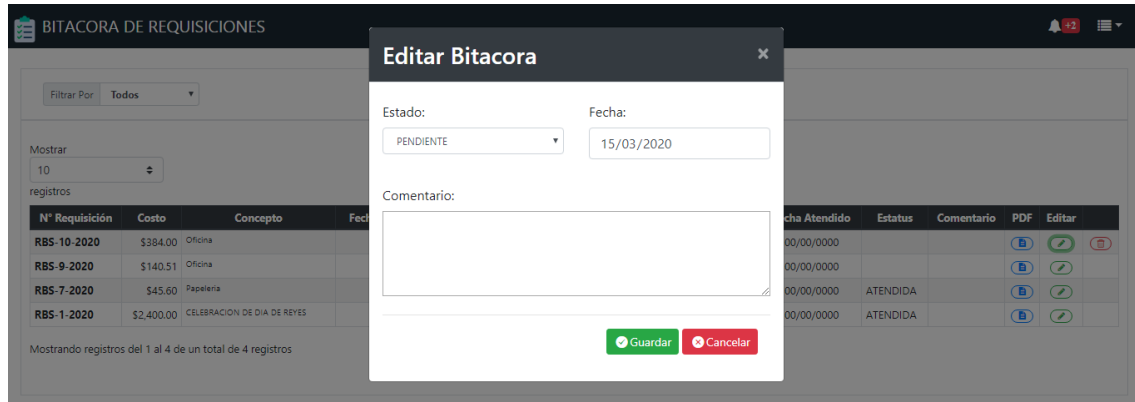 BITACORA DE REQUISICIONES
+2
Editar Bitacora
×
Filtrar Por Todos
Estado:
Fecha:
PENDIENTE
15/03/2020
Mostrar
10
registros
Comentario:
N° Requisición Costo Concepto Fech cha Atendido Estatus Comentario PDF Editar
RBS-10-2020 $384.00 Oficina 00/00/0000
RBS-9-2020 $140.51 Oficina 00/00/0000
RBS-7-2020 $45.60 Papeleria 00/00/0000 ATENDIDA
RBS-1-2020 $2,400.00 CELEBRACION DE DIA DE REYES 00/00/0000 ATENDIDA
Guardar Cancelar
Mostrando registros del 1 al 4 de un total de 4 registros